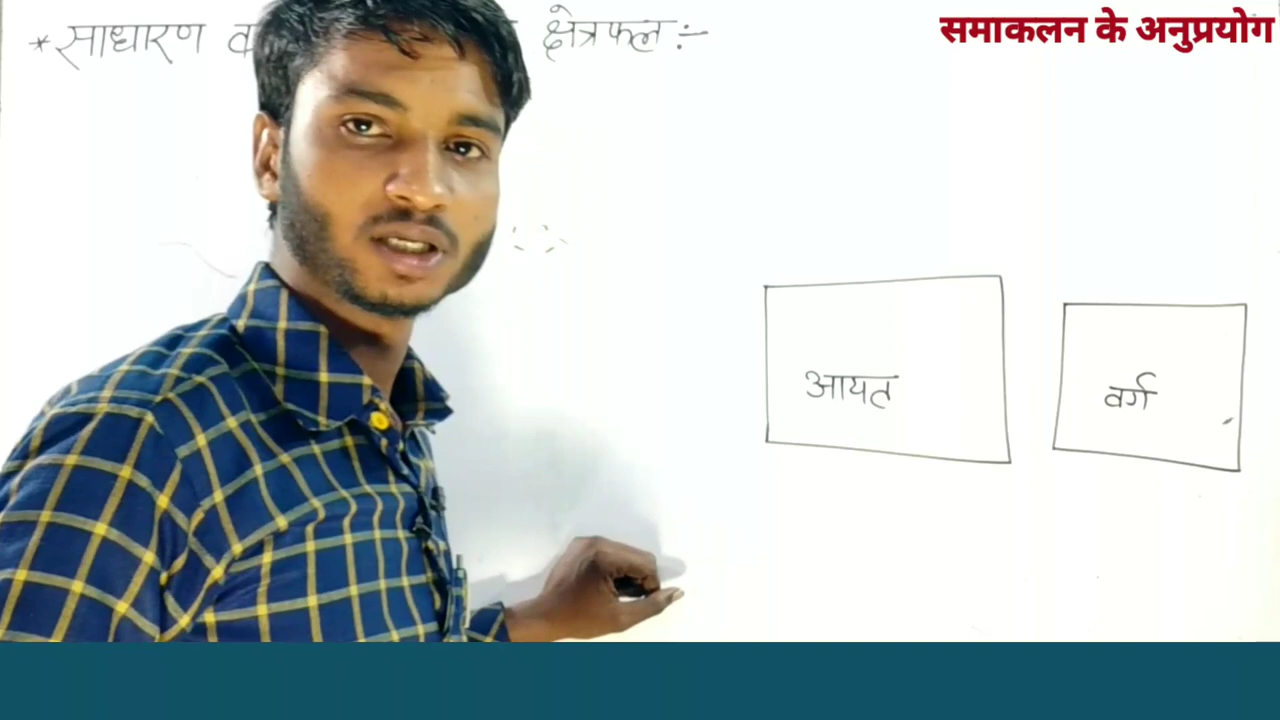 * साधारण क्षेत्रफल :-
समाकलन के अनुप्रयोग
आयत
वर्ग